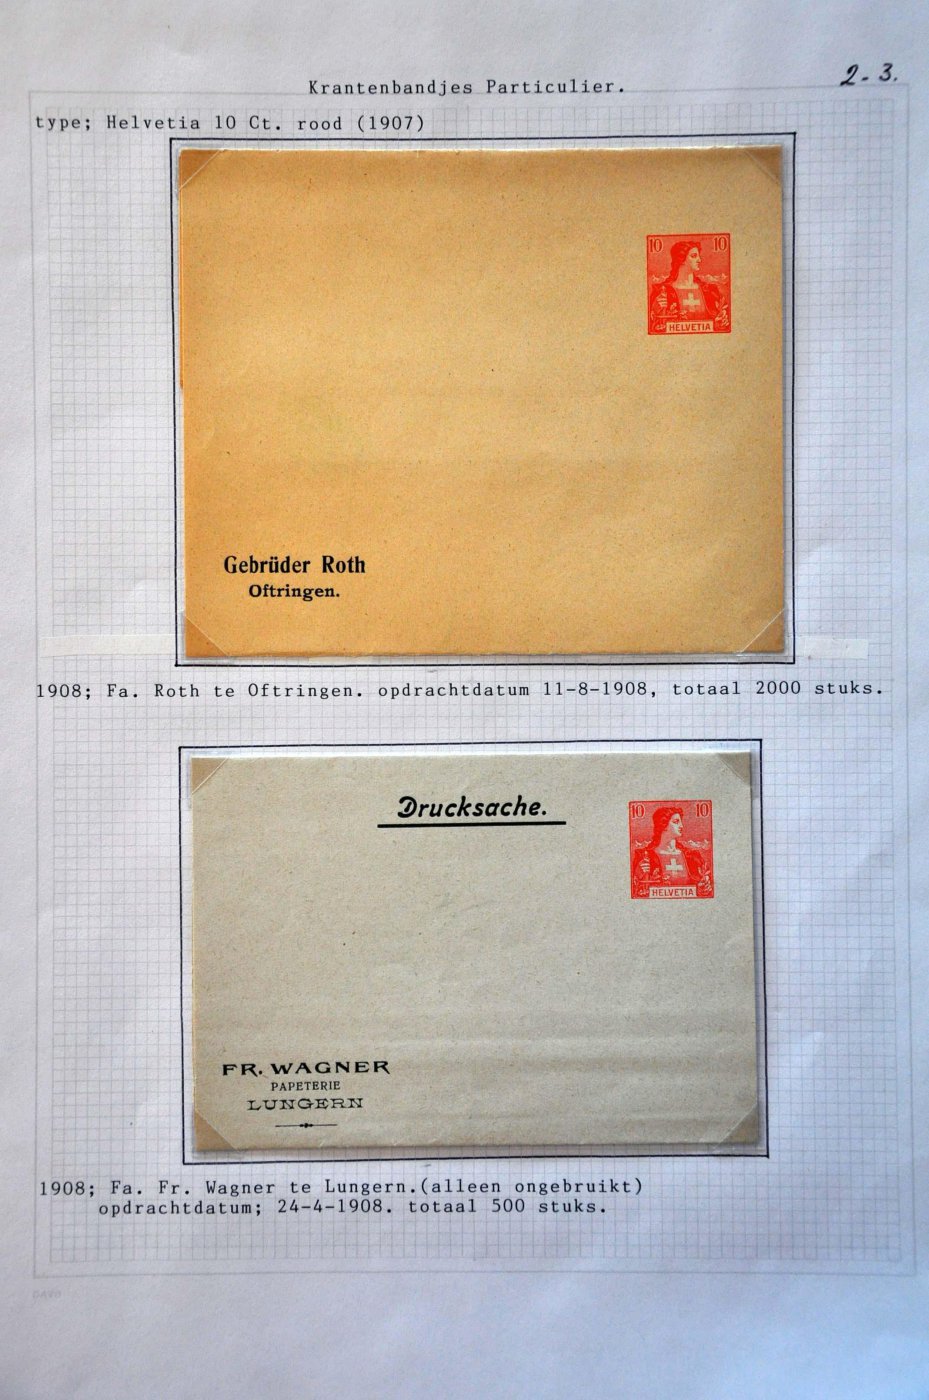 2-3.
Krantenbandjes Particulier.
type; Helvetia 10 Ct. rood (1907)
10 10
HELVETIA
Gebrüder Roth
Oftringen.
1908; Fa. Roth te Oftringen. opdrachtdatum 11-8-1908, totaal 2000 stuks.
Drucksache.
10 10
HELVETIA
FR. WAGNER
PAPETERIE
LUNGERN
1908; Fa. Fr. Wagner te Lungern.(alleen ongebruikt)
opdrachtdatum; 24-4-1908. totaal 500 stuks.